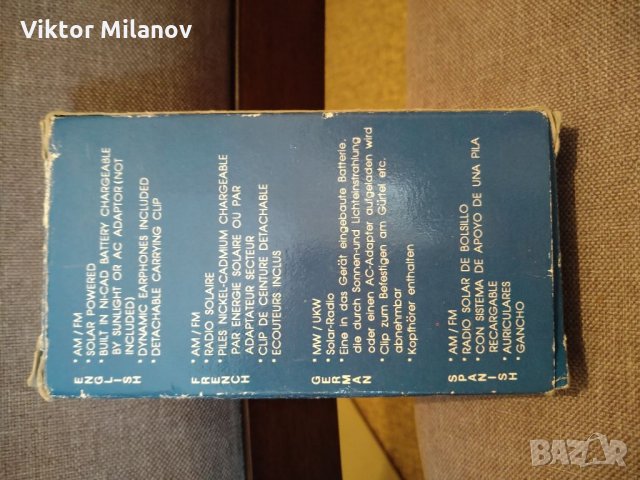 Viktor Milanov
ENGLISH
• AM/FM
• SOLAR POWERED
• BUILT IN NI-CAD BATTERY CHARGEABLE
BY SUNLIGHT OR AC ADAPTOR (NOT
INCLUDED)
• DYNAMIC EARPHONES INCLUDED
• DETACHABLE CARRYING CLIP
FRENCH
• AM/FM
• RADIO SOLAIRE
• PILES NICKEL-CADMIUM CHARGEABLE
PAR ENERGIE SOLAIRE OU PAR
ADAPTATEUR SECTEUR
• CLIP DE CEINTURE DETACHABLE
• ECOUTEURS INCLUS
GERMAN
• MW/UKW
• Solar-Radio
• Eine in das Gerät eingebaute Batterie,
die durch Sonnen-und Lichteinstrahlung
oder einen AC-Adapter aufgeladen wird
• Clip zum Befestigen am Gürtel etc.
abnehmbar
• Kopfhörer enthalten
SPANISH
• AM/FM
• RADIO SOLAR DE BOLSILLO
• CON SISTEMA DE APOYO DE UNA PILA
RECARGABLE
• AURICULARES
• GANCHO
BAZAR